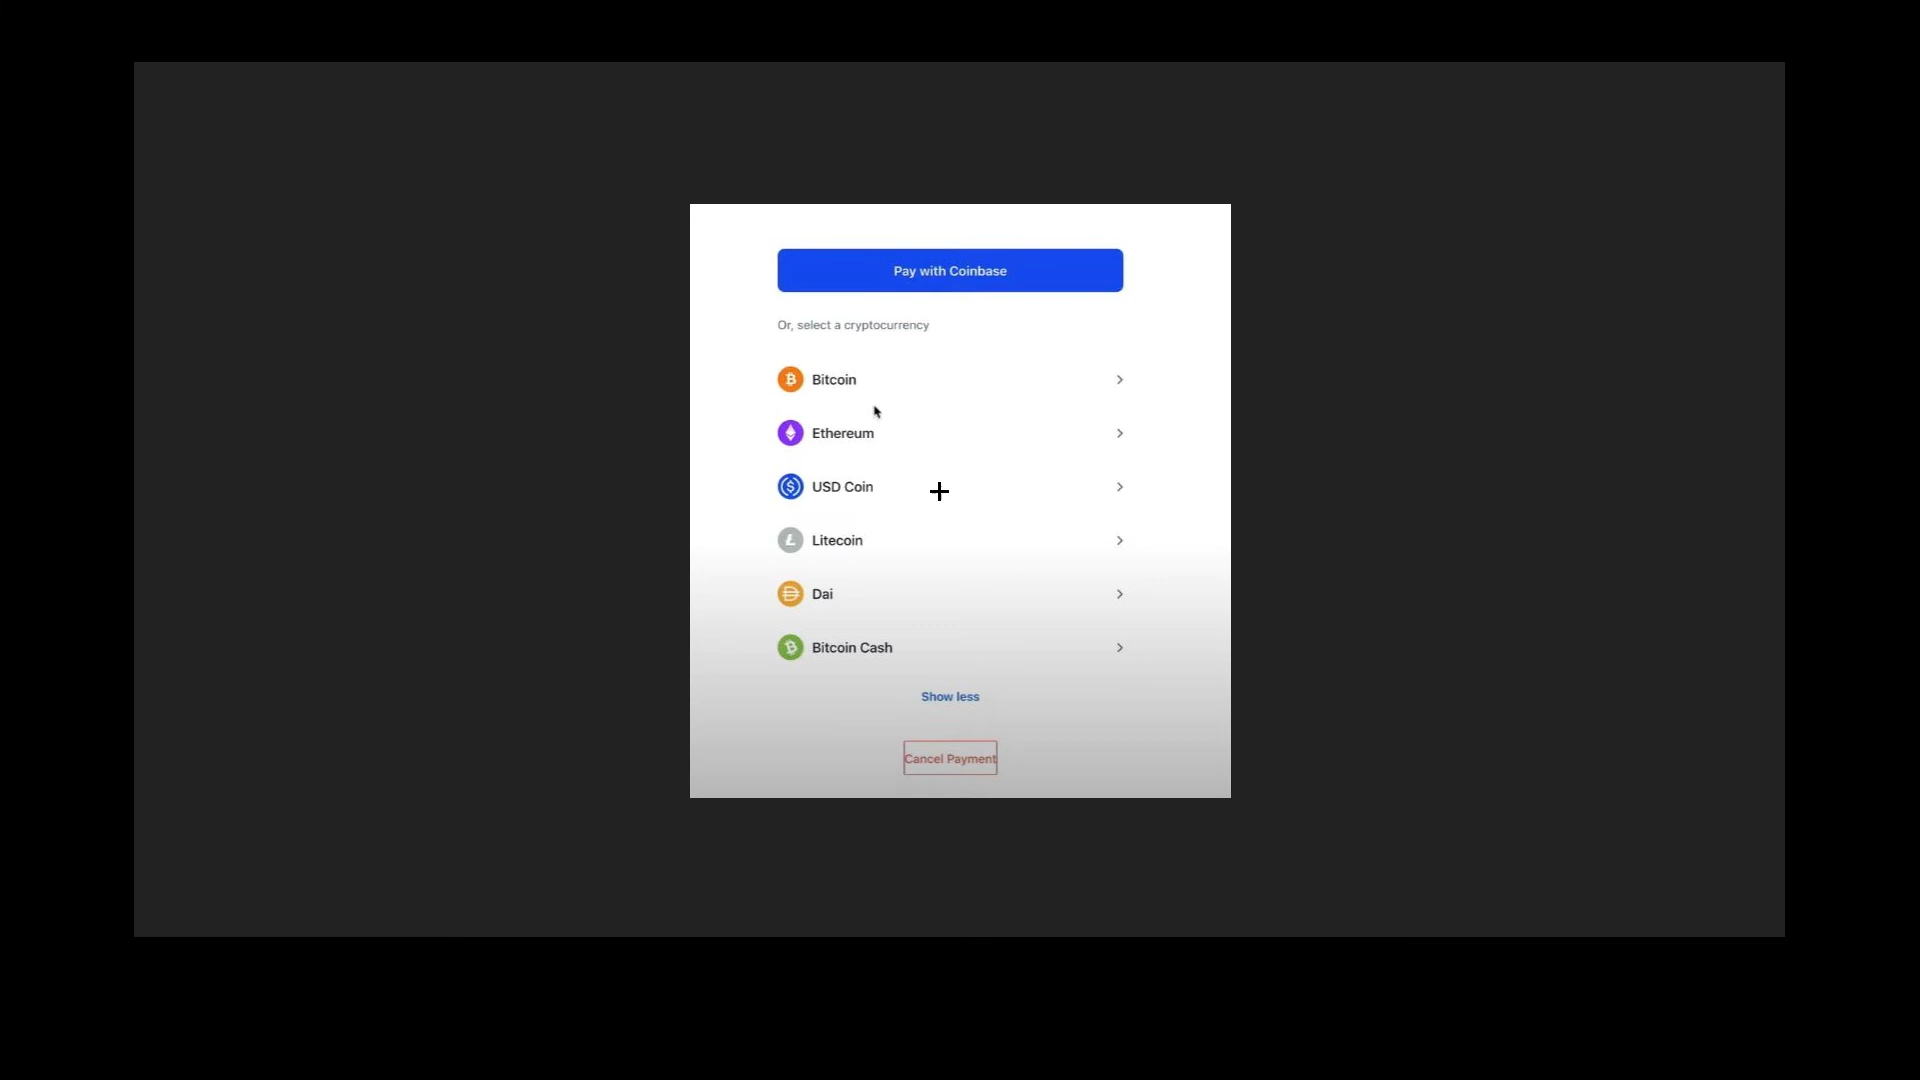 Pay with Coinbase
Or, select a cryptocurrency
Bitcoin
Ethereum
USD Coin
Litecoin
Dai
Bitcoin Cash
Show less
Cancel Payment